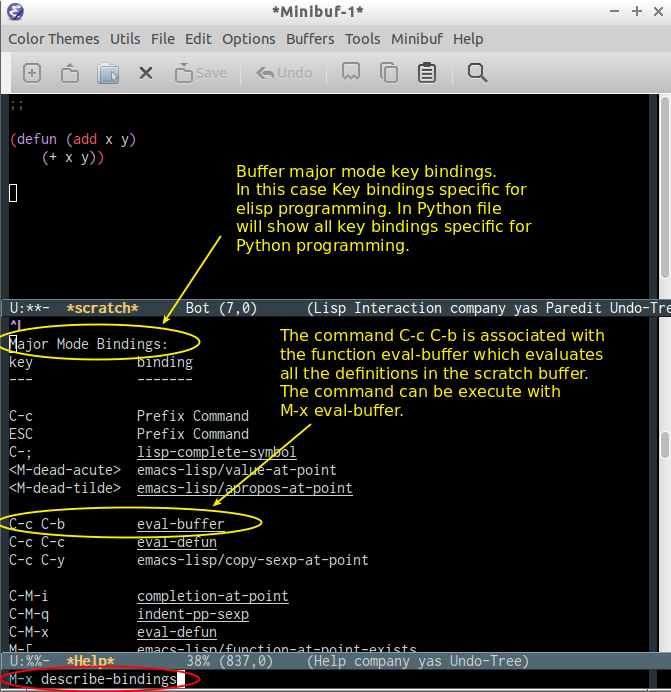 *Minibuf-1*
Color Themes Utils File Edit Options Buffers Tools Minibuf Help
Save Undo
;;
(defun (add x y)
(+ x y))
Buffer major mode key bindings.
In this case Key bindings specific for
elisp programming. In Python file
will show all key bindings specific for
Python programming.
U:**- *scratch* Bot (7,0) (Lisp Interaction company yas Paredit Undo-Tre
^L
Major Mode Bindings:
key binding
--- -------
The command C-c C-b is associated with
the function eval-buffer which evaluates
all the definitions in the scratch buffer.
The command can be execute with
M-x eval-buffer.
C-c Prefix Command
ESC Prefix Command
C-; lisp-complete-symbol
<M-dead-acute> emacs-lisp/value-at-point
<M-dead-tilde> emacs-lisp/apropos-at-point
C-c C-b eval-buffer
C-c C-c eval-defun
C-c C-y emacs-lisp/copy-sexp-at-point
C-M-i completion-at-point
C-M-q indent-pp-sexp
C-M-x eval-defun
M-[ emacs-lisp/function-at-point-exists
U:%%- *Help* 38% (837,0) (Help company yas Undo-Tree)
M-x describe-bindings